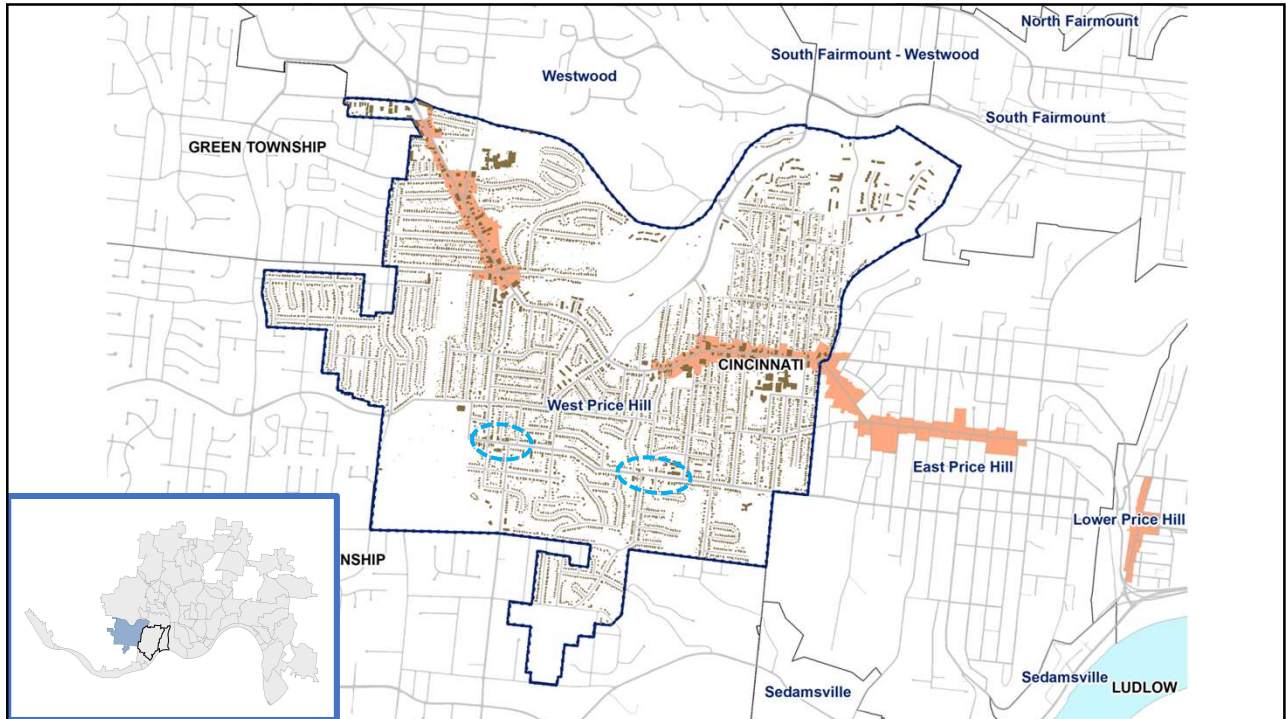 North Fairmount
South Fairmount - Westwood
Westwood
South Fairmount
GREEN TOWNSHIP
CINCINNATI
West Price Hill
East Price Hill
Lower Price Hill
NSHIP
Sedamsville
Sedamsville
LUDLOW